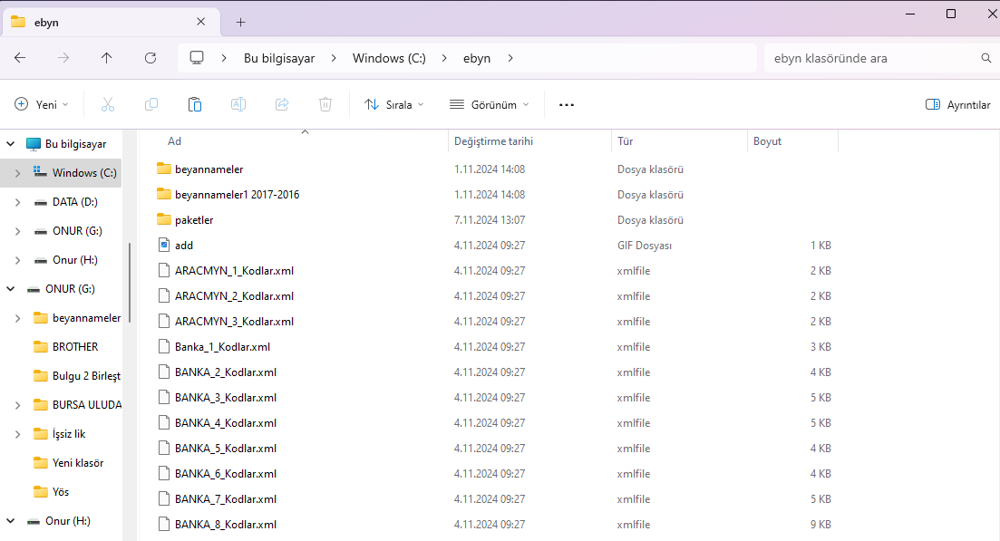 ebyn
Bu bilgisayar > Windows (C:) > ebyn >
ebyn klasöründe ara
Yeni
Sırala
Görünüm
Ayrıntılar
Bu bilgisayar
Windows (C:)
DATA (D:)
ONUR (G:)
Onur (H:)
ONUR (G:)
beyannameler
BROTHER
Bulgu 2 Birleşt
BURSA ULUDA
İşsiz lik
Yeni klasör
Yös
Onur (H:)
Ad Değiştirme tarihi Tür Boyut
beyannameler 1.11.2024 14:08 Dosya klasörü
beyannameler1 2017-2016 1.11.2024 14:08 Dosya klasörü
paketler 7.11.2024 13:07 Dosya klasörü
add 4.11.2024 09:27 GIF Dosyası 1 KB
ARACMYN_1_Kodlar.xml 4.11.2024 09:27 xmlfile 2 KB
ARACMYN_2_Kodlar.xml 4.11.2024 09:27 xmlfile 2 KB
ARACMYN_3_Kodlar.xml 4.11.2024 09:27 xmlfile 2 KB
Banka_1_Kodlar.xml 4.11.2024 09:27 xmlfile 3 KB
BANKA_2_Kodlar.xml 4.11.2024 09:27 xmlfile 4 KB
BANKA_3_Kodlar.xml 4.11.2024 09:27 xmlfile 5 KB
BANKA_4_Kodlar.xml 4.11.2024 09:27 xmlfile 5 KB
BANKA_5_Kodlar.xml 4.11.2024 09:27 xmlfile 4 KB
BANKA_6_Kodlar.xml 4.11.2024 09:27 xmlfile 4 KB
BANKA_7_Kodlar.xml 4.11.2024 09:27 xmlfile 5 KB
BANKA_8_Kodlar.xml 4.11.2024 09:27 xmlfile 9 KB